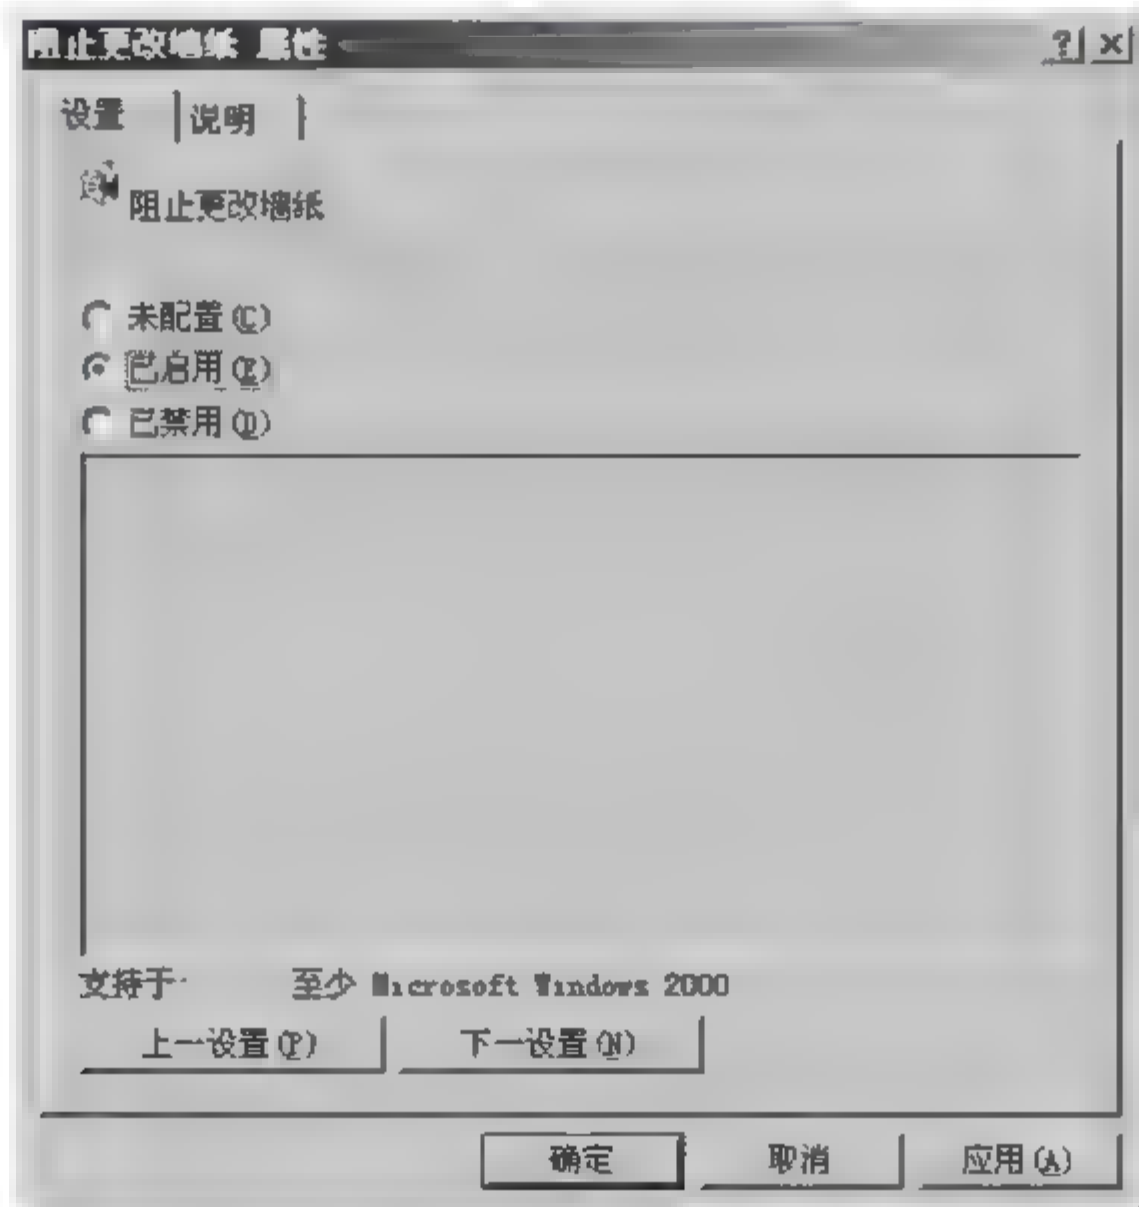 阻止更改墙纸 属性
设置 说明
阻止更改墙纸
未配置(C)
已启用(E)
已禁用(D)
支持于: 至少 Microsoft Windows 2000
上一设置(P) 下一设置(N)
确定 取消 应用(A)